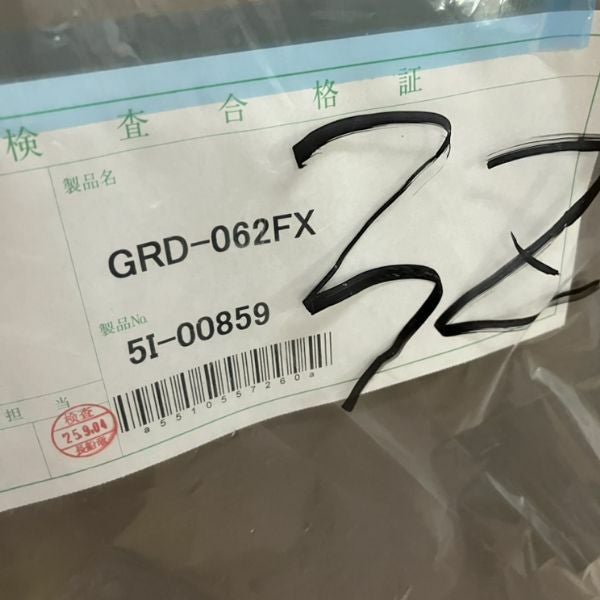 検査合格証
製品名
GRD-062FX
製品No.
5I-00859
a5510557260a
担当
検査
25.9.04
32